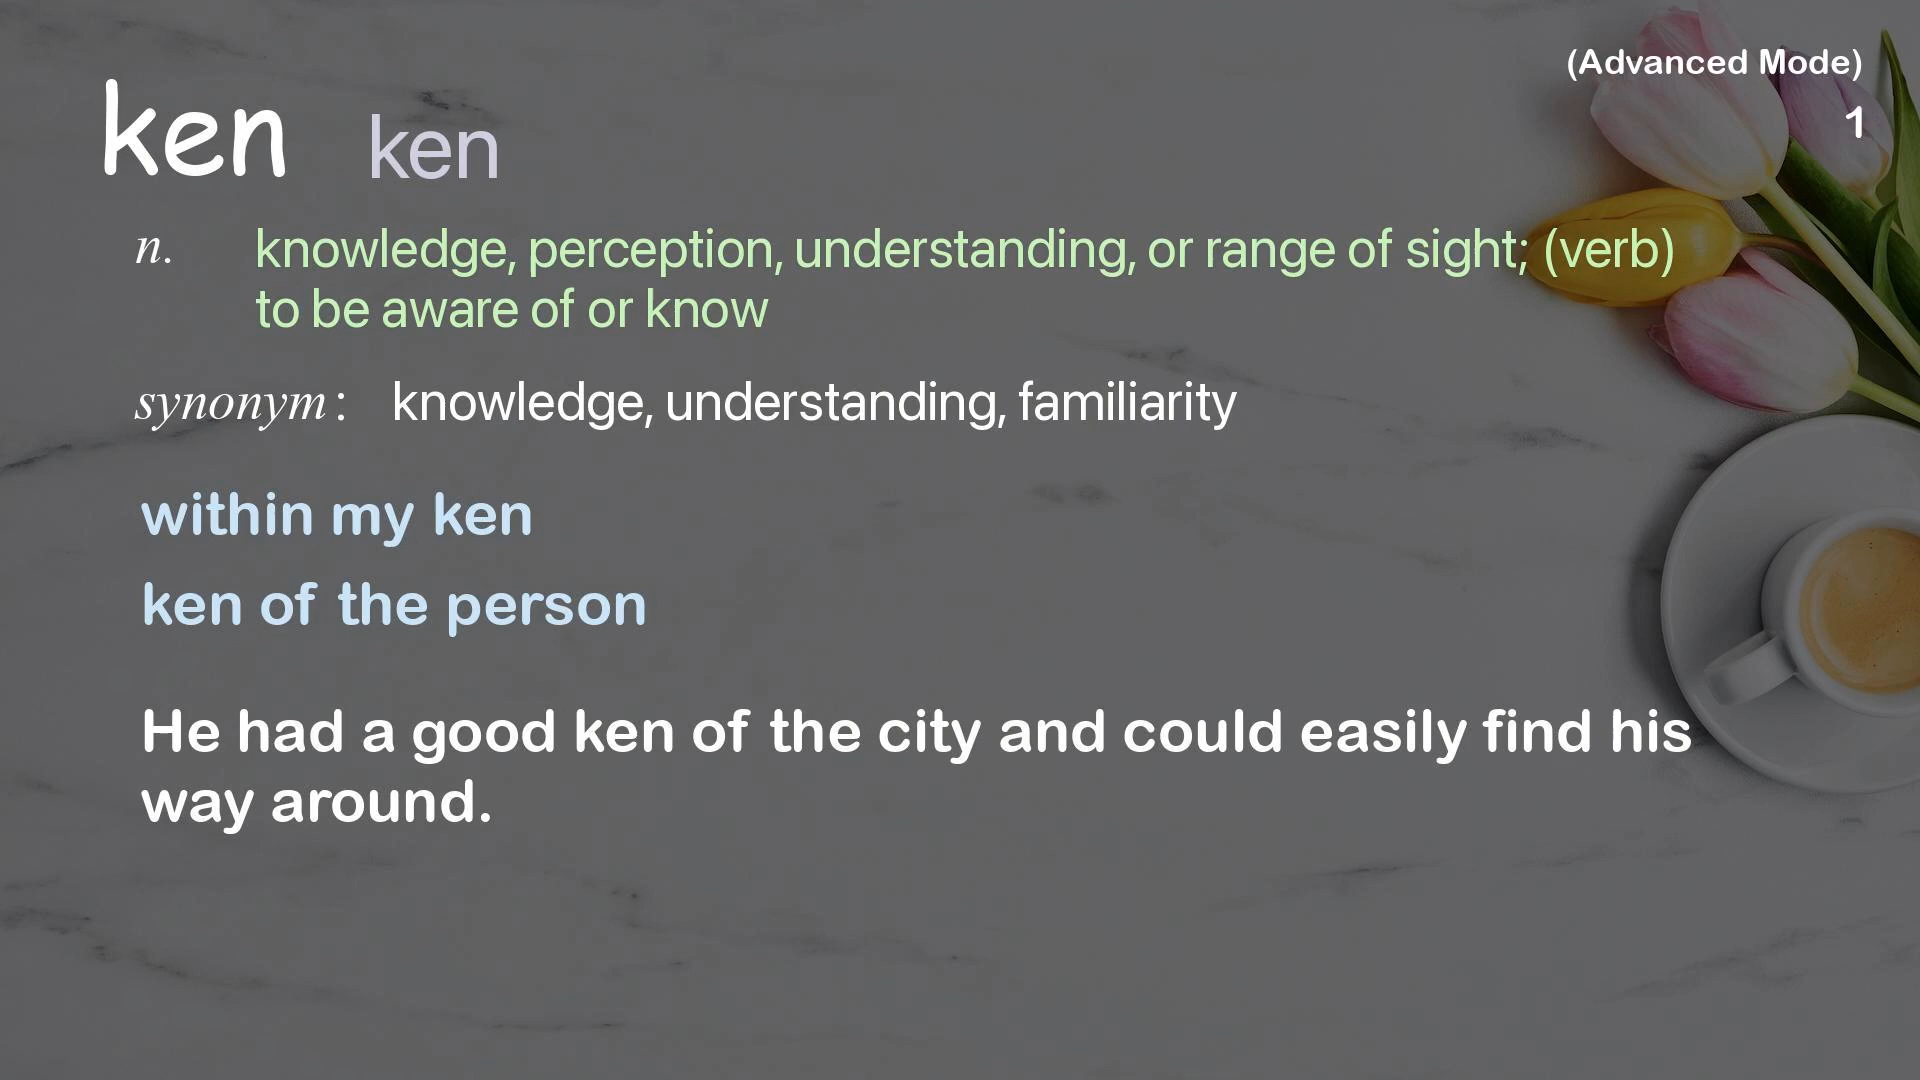 (Advanced Mode)
1
ken ken
n. knowledge, perception, understanding, or range of sight; (verb)
to be aware of or know
synonym: knowledge, understanding, familiarity
within my ken
ken of the person
He had a good ken of the city and could easily find his
way around.